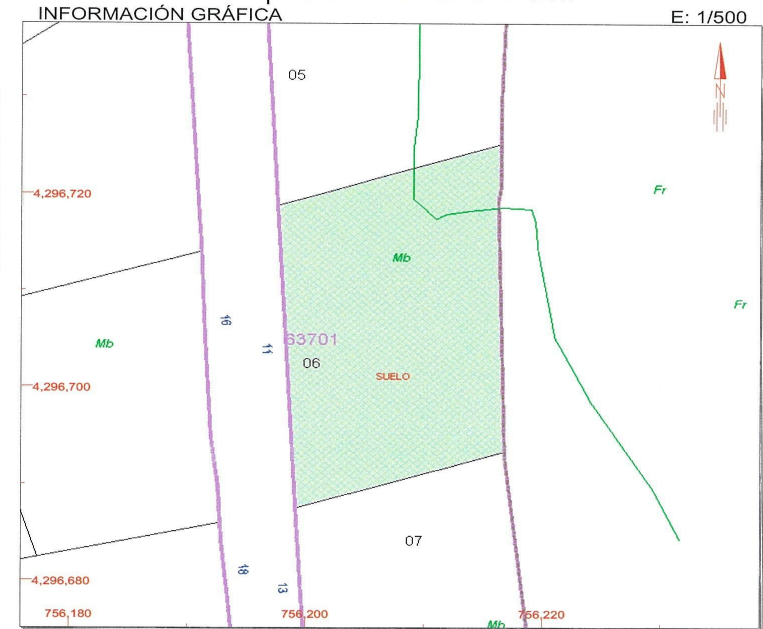 INFORMACIÓN GRÁFICA
E: 1/500
05
N
4,296,720
Fr
Mb
Fr
16
11
63701
Mb
06
SUELO
4,296,700
07
18
13
4,296,680
756,180
756,200
756,220
Mb